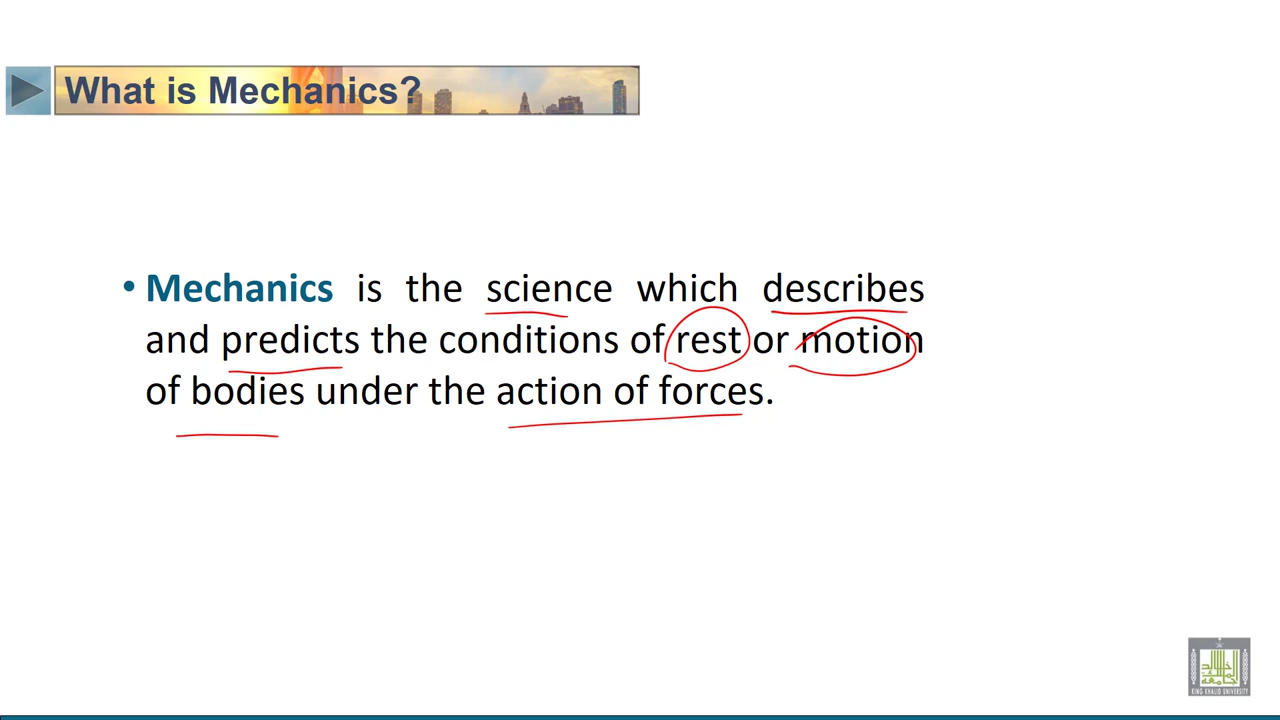 What is Mechanics?
• Mechanics is the science which describes
and predicts the conditions of rest or motion
of bodies under the action of forces.
KING KHALID UNIVERSITY